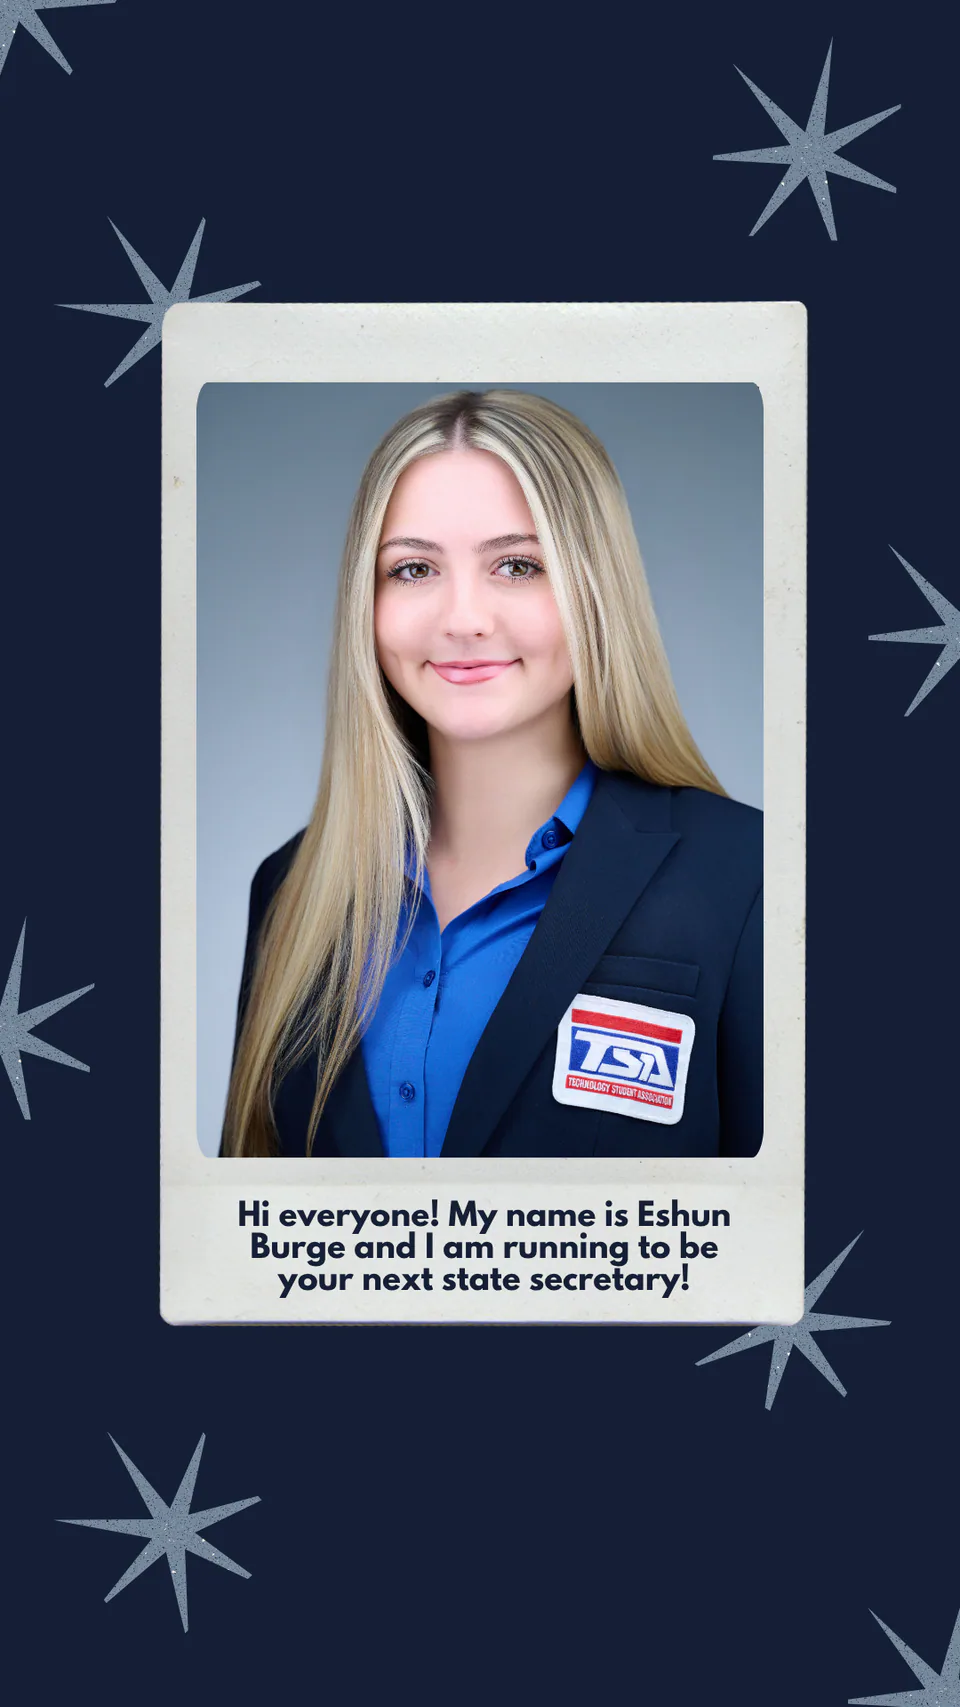 TSA
TECHNOLOGY STUDENT ASSOCIATION
Hi everyone! My name is Eshun
Burge and I am running to be
your next state secretary!